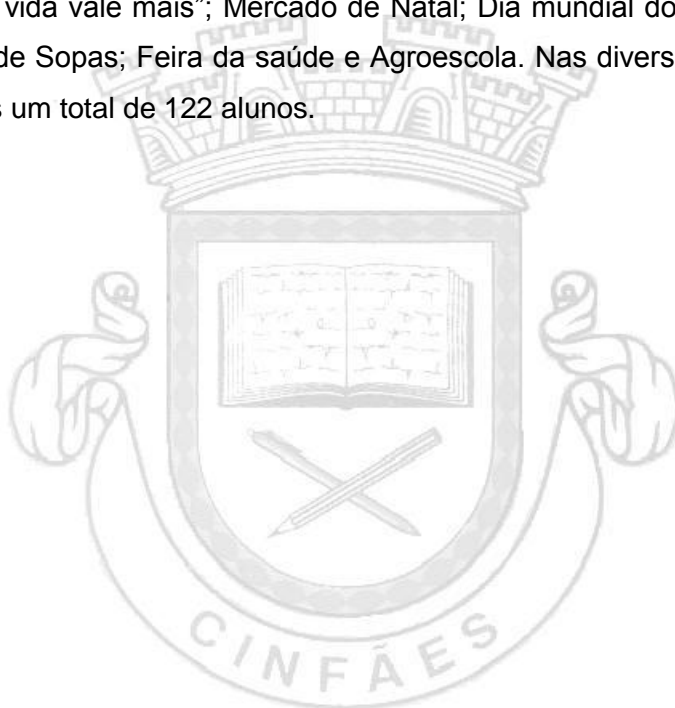 vida vale mais”; Mercado de Natal; Dia mundial do
de Sopas; Feira da saúde e Agroescola. Nas divers
s um total de 122 alunos.
CINFÃES